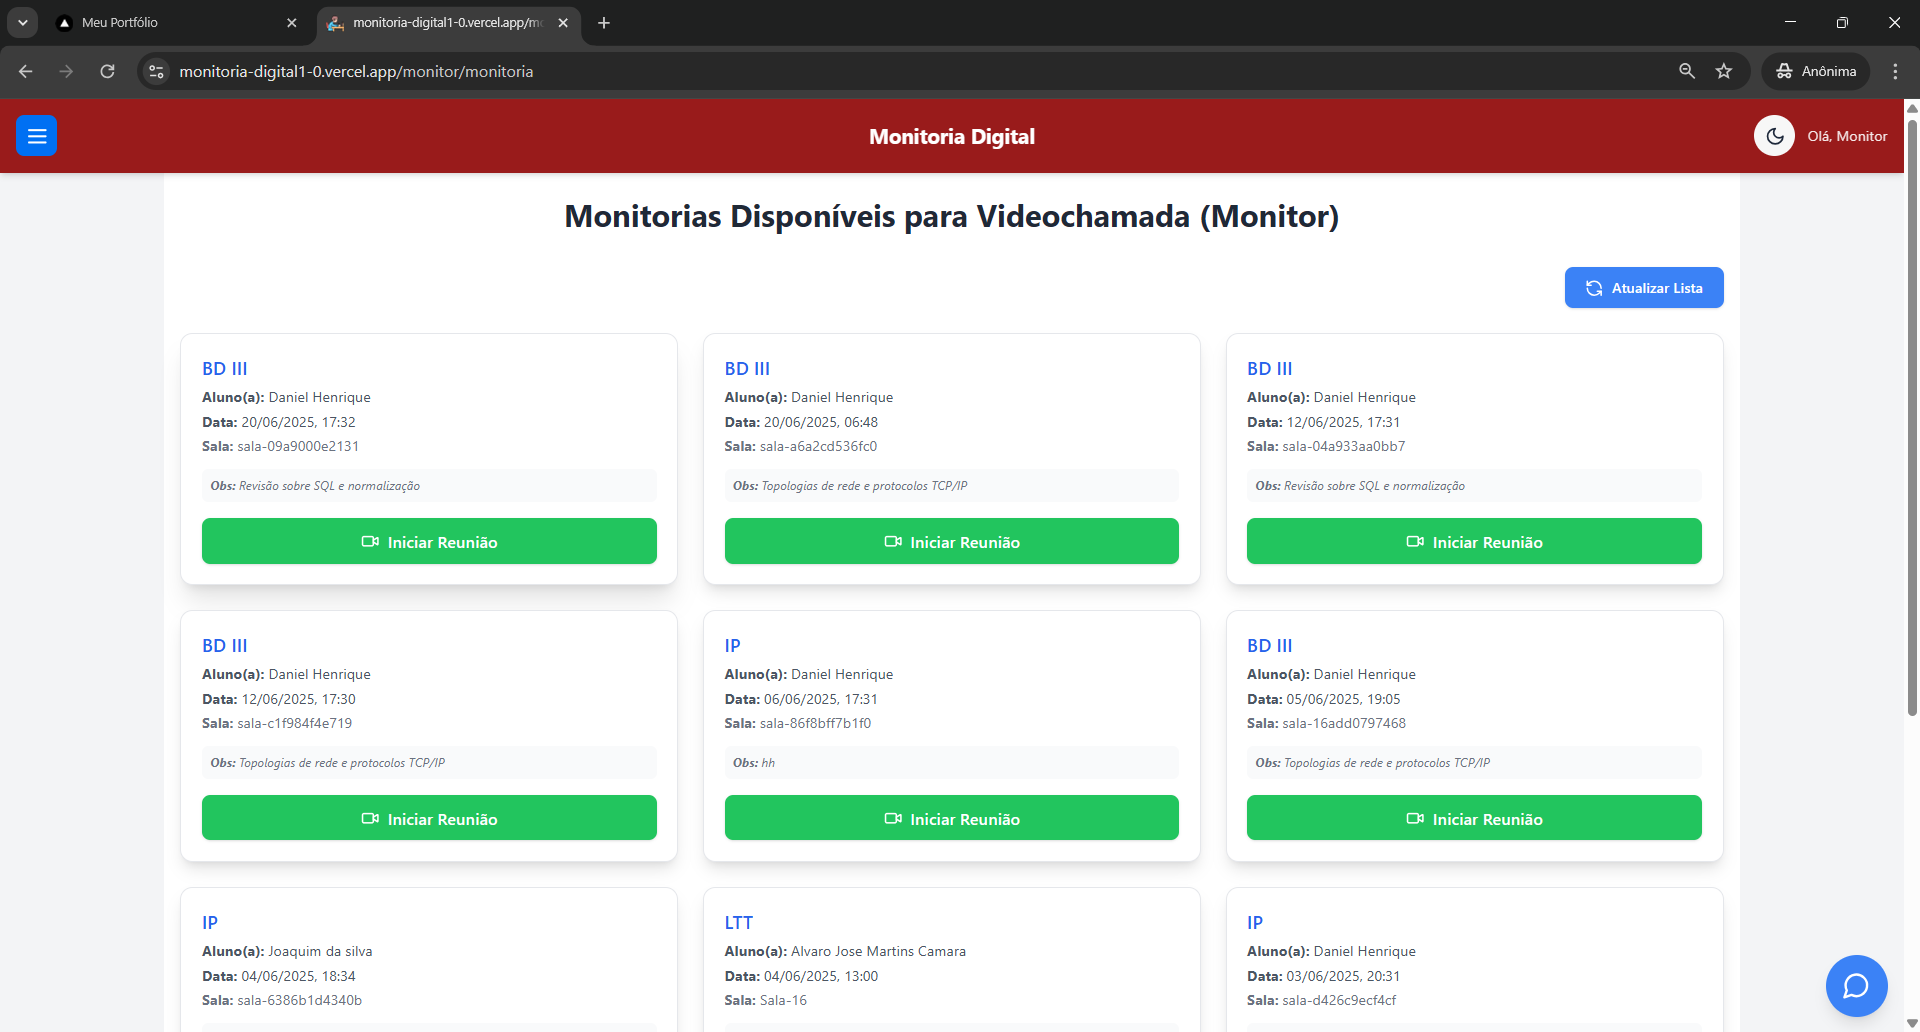 Meu Portfólio
monitoria-digital1-0.vercel.app/mo
monitoria-digital1-0.vercel.app/monitor/monitoria
Anônima
Monitoria Digital
Olá, Monitor
Monitorias Disponíveis para Videochamada (Monitor)
Atualizar Lista
BD III
Aluno(a): Daniel Henrique
Data: 20/06/2025, 17:32
Sala: sala-09a9000e2131
Obs: Revisão sobre SQL e normalização
Iniciar Reunião
BD III
Aluno(a): Daniel Henrique
Data: 20/06/2025, 06:48
Sala: sala-a6a2cd536fc0
Obs: Topologias de rede e protocolos TCP/IP
Iniciar Reunião
BD III
Aluno(a): Daniel Henrique
Data: 12/06/2025, 17:31
Sala: sala-04a933aa0bb7
Obs: Revisão sobre SQL e normalização
Iniciar Reunião
BD III
Aluno(a): Daniel Henrique
Data: 12/06/2025, 17:30
Sala: sala-c1f984f4e719
Obs: Topologias de rede e protocolos TCP/IP
Iniciar Reunião
IP
Aluno(a): Daniel Henrique
Data: 06/06/2025, 17:31
Sala: sala-86f8bff7b1f0
Obs: hh
Iniciar Reunião
BD III
Aluno(a): Daniel Henrique
Data: 05/06/2025, 19:05
Sala: sala-16add0797468
Obs: Topologias de rede e protocolos TCP/IP
Iniciar Reunião
IP
Aluno(a): Joaquim da silva
Data: 04/06/2025, 18:34
Sala: sala-6386b1d4340b
LTT
Aluno(a): Alvaro Jose Martins Camara
Data: 04/06/2025, 13:00
Sala: Sala-16
IP
Aluno(a): Daniel Henrique
Data: 03/06/2025, 20:31
Sala: sala-d426c9ecf4cf